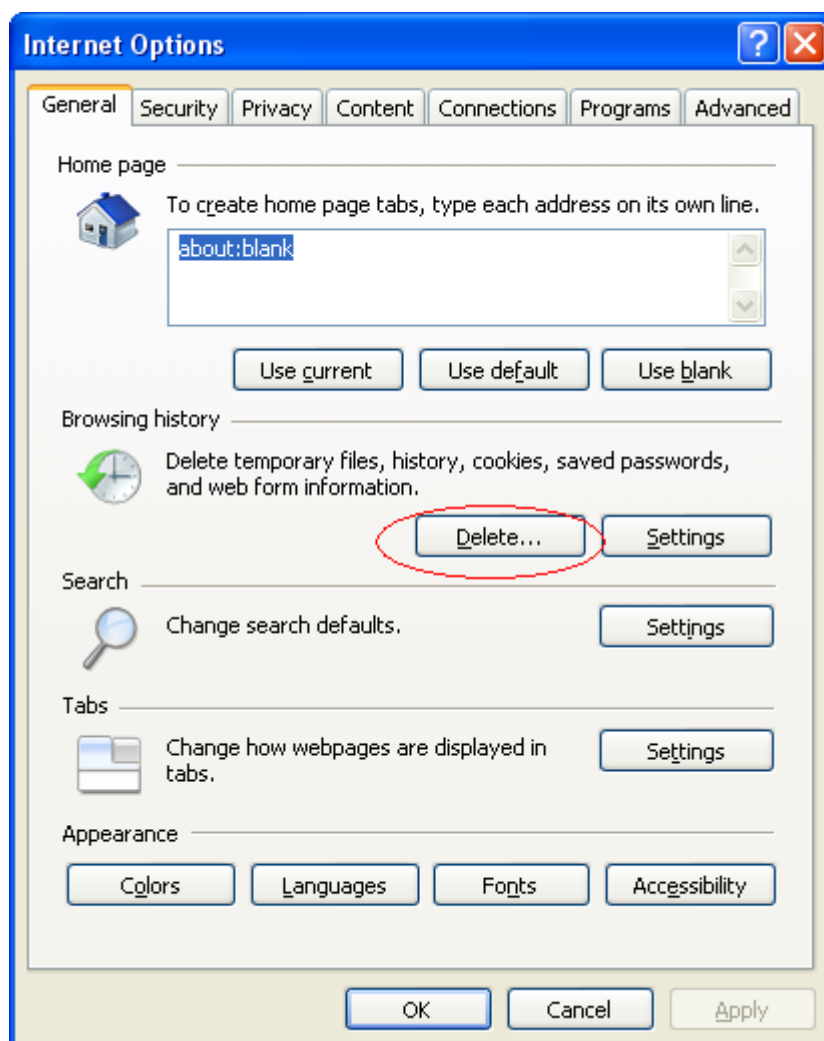 Internet Options
General Security Privacy Content Connections Programs Advanced
Home page
To create home page tabs, type each address on its own line.
about:blank
Use current Use default Use blank
Browsing history
Delete temporary files, history, cookies, saved passwords,
and web form information.
Delete... Settings
Search
Change search defaults.
Settings
Tabs
Change how webpages are displayed in
tabs.
Settings
Appearance
Colors Languages Fonts Accessibility
OK Cancel Apply